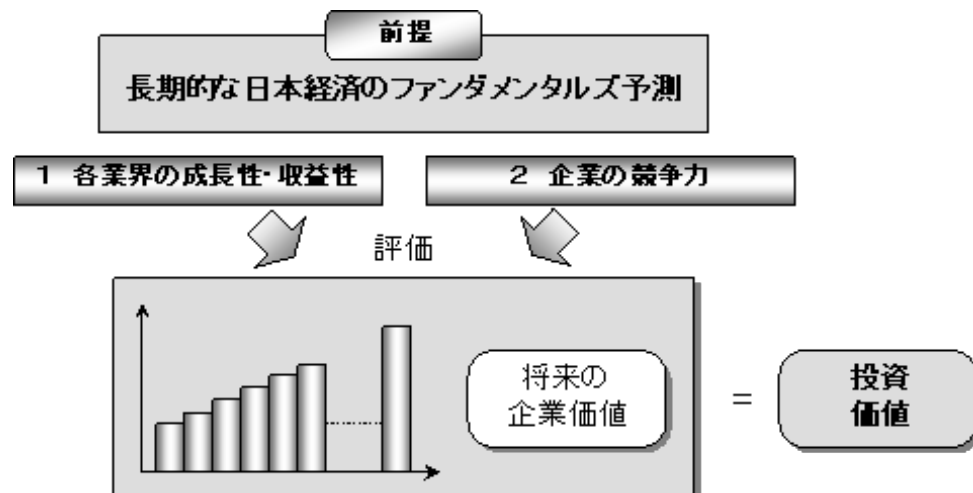 前提
長期的な日本経済のファンダメンタルズ予測
1 各業界の成長性・収益性
2 企業の競争力
評価
将来の
企業価値
=
投資
価値